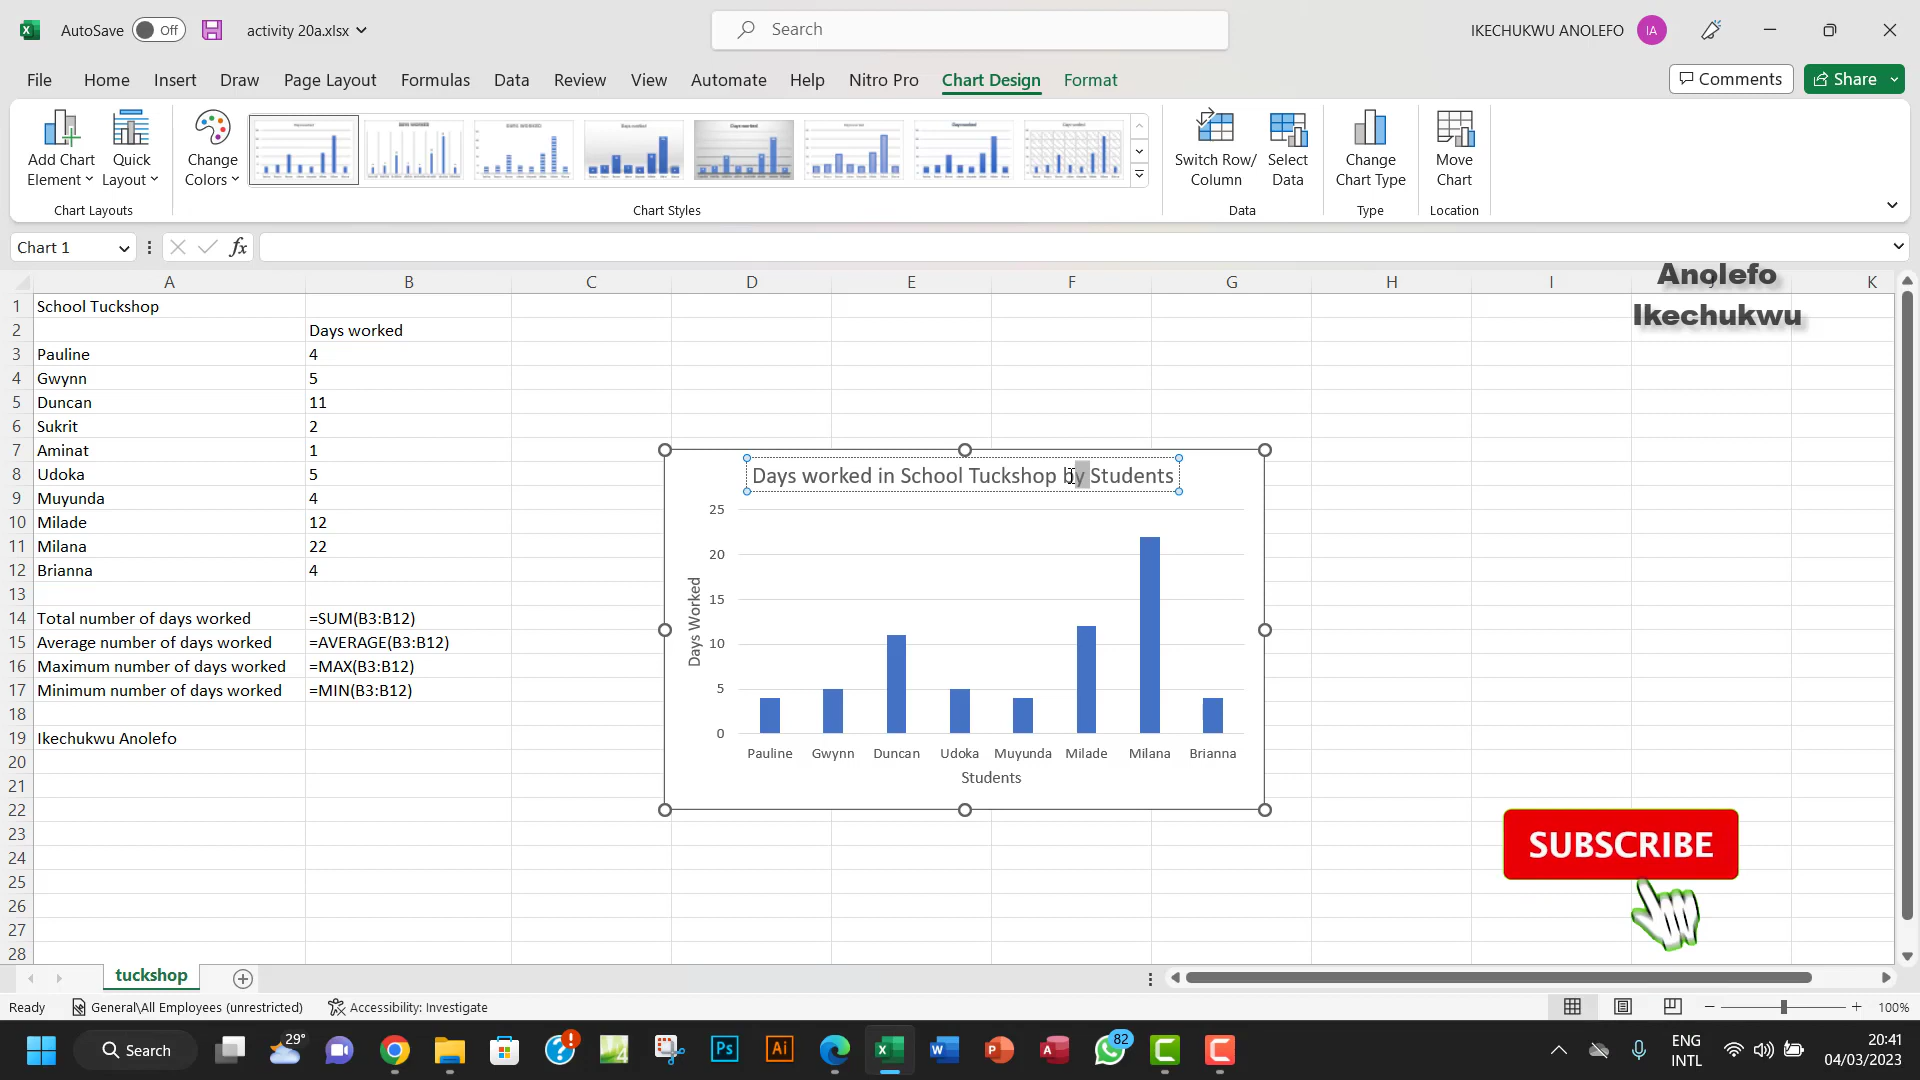 AutoSave Off activity 20a.xlsx Search IKECHUKWU ANOLEFO IA
File Home Insert Draw Page Layout Formulas Data Review View Automate Help Nitro Pro Chart Design Format Comments Share
Add Chart Element Quick Layout Change Colors Switch Row/ Column Select Data Change Chart Type Move Chart
Chart Layouts Chart Styles Data Type Location
Chart 1 fx
Anolefo
Ikechukwu
A B C D E F G H I K
1 School Tuckshop
2 Days worked
3 Pauline 4
4 Gwynn 5
5 Duncan 11
6 Sukrit 2
7 Aminat 1
8 Udoka 5
9 Muyunda 4
10 Milade 12
11 Milana 22
12 Brianna 4
13
14 Total number of days worked =SUM(B3:B12)
15 Average number of days worked =AVERAGE(B3:B12)
16 Maximum number of days worked =MAX(B3:B12)
17 Minimum number of days worked =MIN(B3:B12)
18
19 Ikechukwu Anolefo
20
21
22
23
24
25
26
27
28
Days worked in School Tuckshop by Students
25
20
15
10
5
0
Days Worked
Pauline Gwynn Duncan Udoka Muyunda Milade Milana Brianna
Students
SUBSCRIBE
tuckshop
Ready General\All Employees (unrestricted) Accessibility: Investigate 100%
Search 29° Ps Ai W P A 82 C C ENG INTL 20:41 04/03/2023